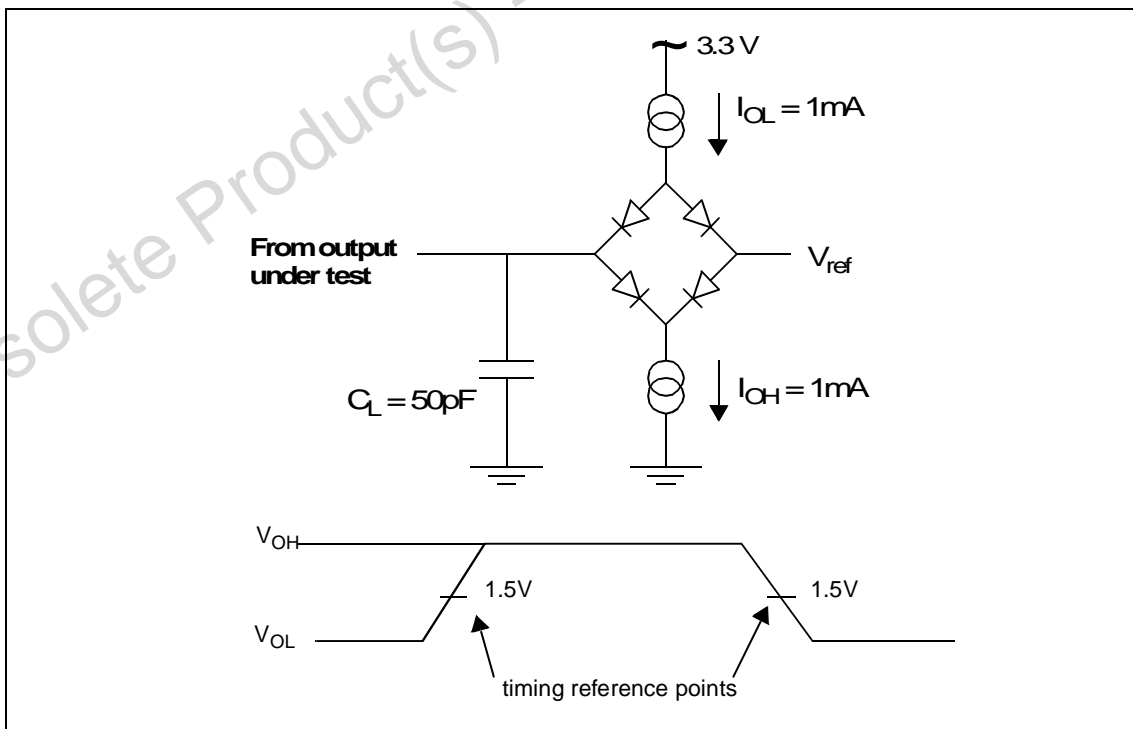 solete Product(s)
~ 3.3 V
I_OL = 1mA
From output
under test
V_ref
C_L = 50pF
I_OH = 1mA
V_OH
1.5V
1.5V
V_OL
timing reference points